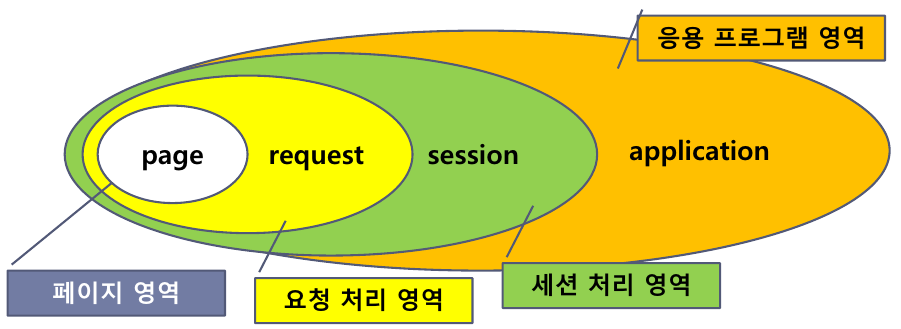 응용 프로그램 영역
page
request
session
application
페이지 영역
요청 처리 영역
세션 처리 영역